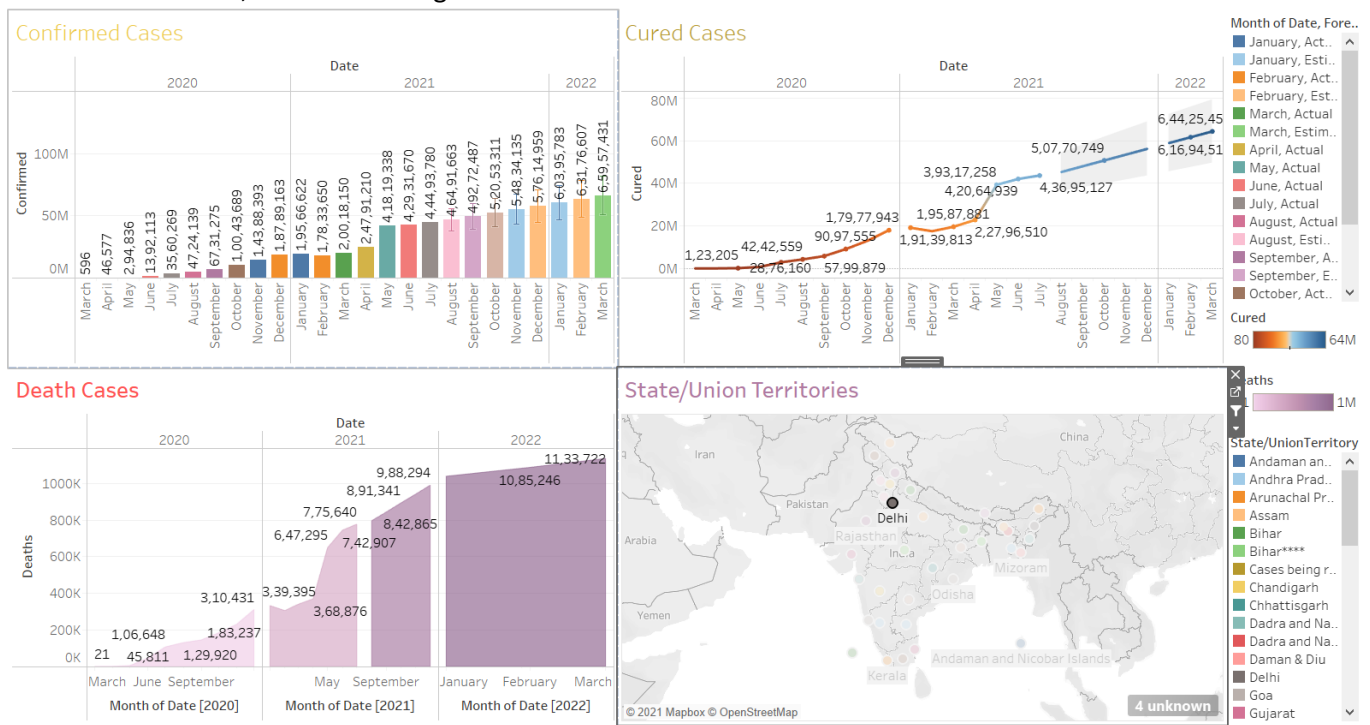 Confirmed Cases
Date
2020 2021 2022
Confirmed
100M
50M
0M
596
46,577
2,94,836
13,92,113
35,60,269
47,24,139
67,31,275
1,00,43,689
1,43,88,393
1,87,89,163
1,95,66,622
1,78,33,650
2,00,18,150
2,47,91,210
4,18,19,338
4,29,31,670
4,44,93,780
4,64,91,663
4,92,72,487
5,20,53,311
5,48,34,135
5,76,14,959
6,03,95,783
6,31,76,607
6,59,57,431
March
April
May
June
July
August
September
October
November
December
January
February
March
April
May
June
July
August
September
October
November
December
January
February
March
Cured Cases
Date
2020 2021 2022
Cured
80M
60M
40M
20M
0M
1,23,205
42,42,559
28,76,160
90,97,555
57,99,879
1,79,77,943
1,95,87,881
1,91,39,813
2,27,96,510
3,93,17,258
4,20,64,939
4,36,95,127
5,07,70,749
6,44,25,45
6,16,94,51
March
April
May
June
July
August
September
October
November
December
January
February
March
April
May
June
July
August
September
October
November
December
January
February
March
Month of Date, Fore..
January, Act..
January, Esti..
February, Act..
February, Est..
March, Actual
March, Estim..
April, Actual
May, Actual
June, Actual
July, Actual
August, Actual
August, Esti..
September, A..
September, E..
October, Act..
Cured
80 64M
Death Cases
Date
2020 2021 2022
Deaths
1000K
800K
600K
400K
200K
0K
21
45,811
1,06,648
1,29,920
1,83,237
3,10,431
3,39,395
3,68,876
6,47,295
7,75,640
7,42,907
8,91,341
8,42,865
9,88,294
10,85,246
11,33,722
March June September
May September
January February March
Month of Date [2020] Month of Date [2021] Month of Date [2022]
State/Union Territories
China
Iran
Pakistan
Delhi
Arabia
Rajasthan
India
Mizoram
Odisha
Yemen
Kerala
Andaman and Nicobar Islands
4 unknown
© 2021 Mapbox © OpenStreetMap
1M
State/UnionTerritory
Andaman an..
Andhra Prad..
Arunachal Pr..
Assam
Bihar
Bihar****
Cases being r..
Chandigarh
Chhattisgarh
Dadra and Na..
Dadra and Na..
Daman & Diu
Delhi
Goa
Gujarat